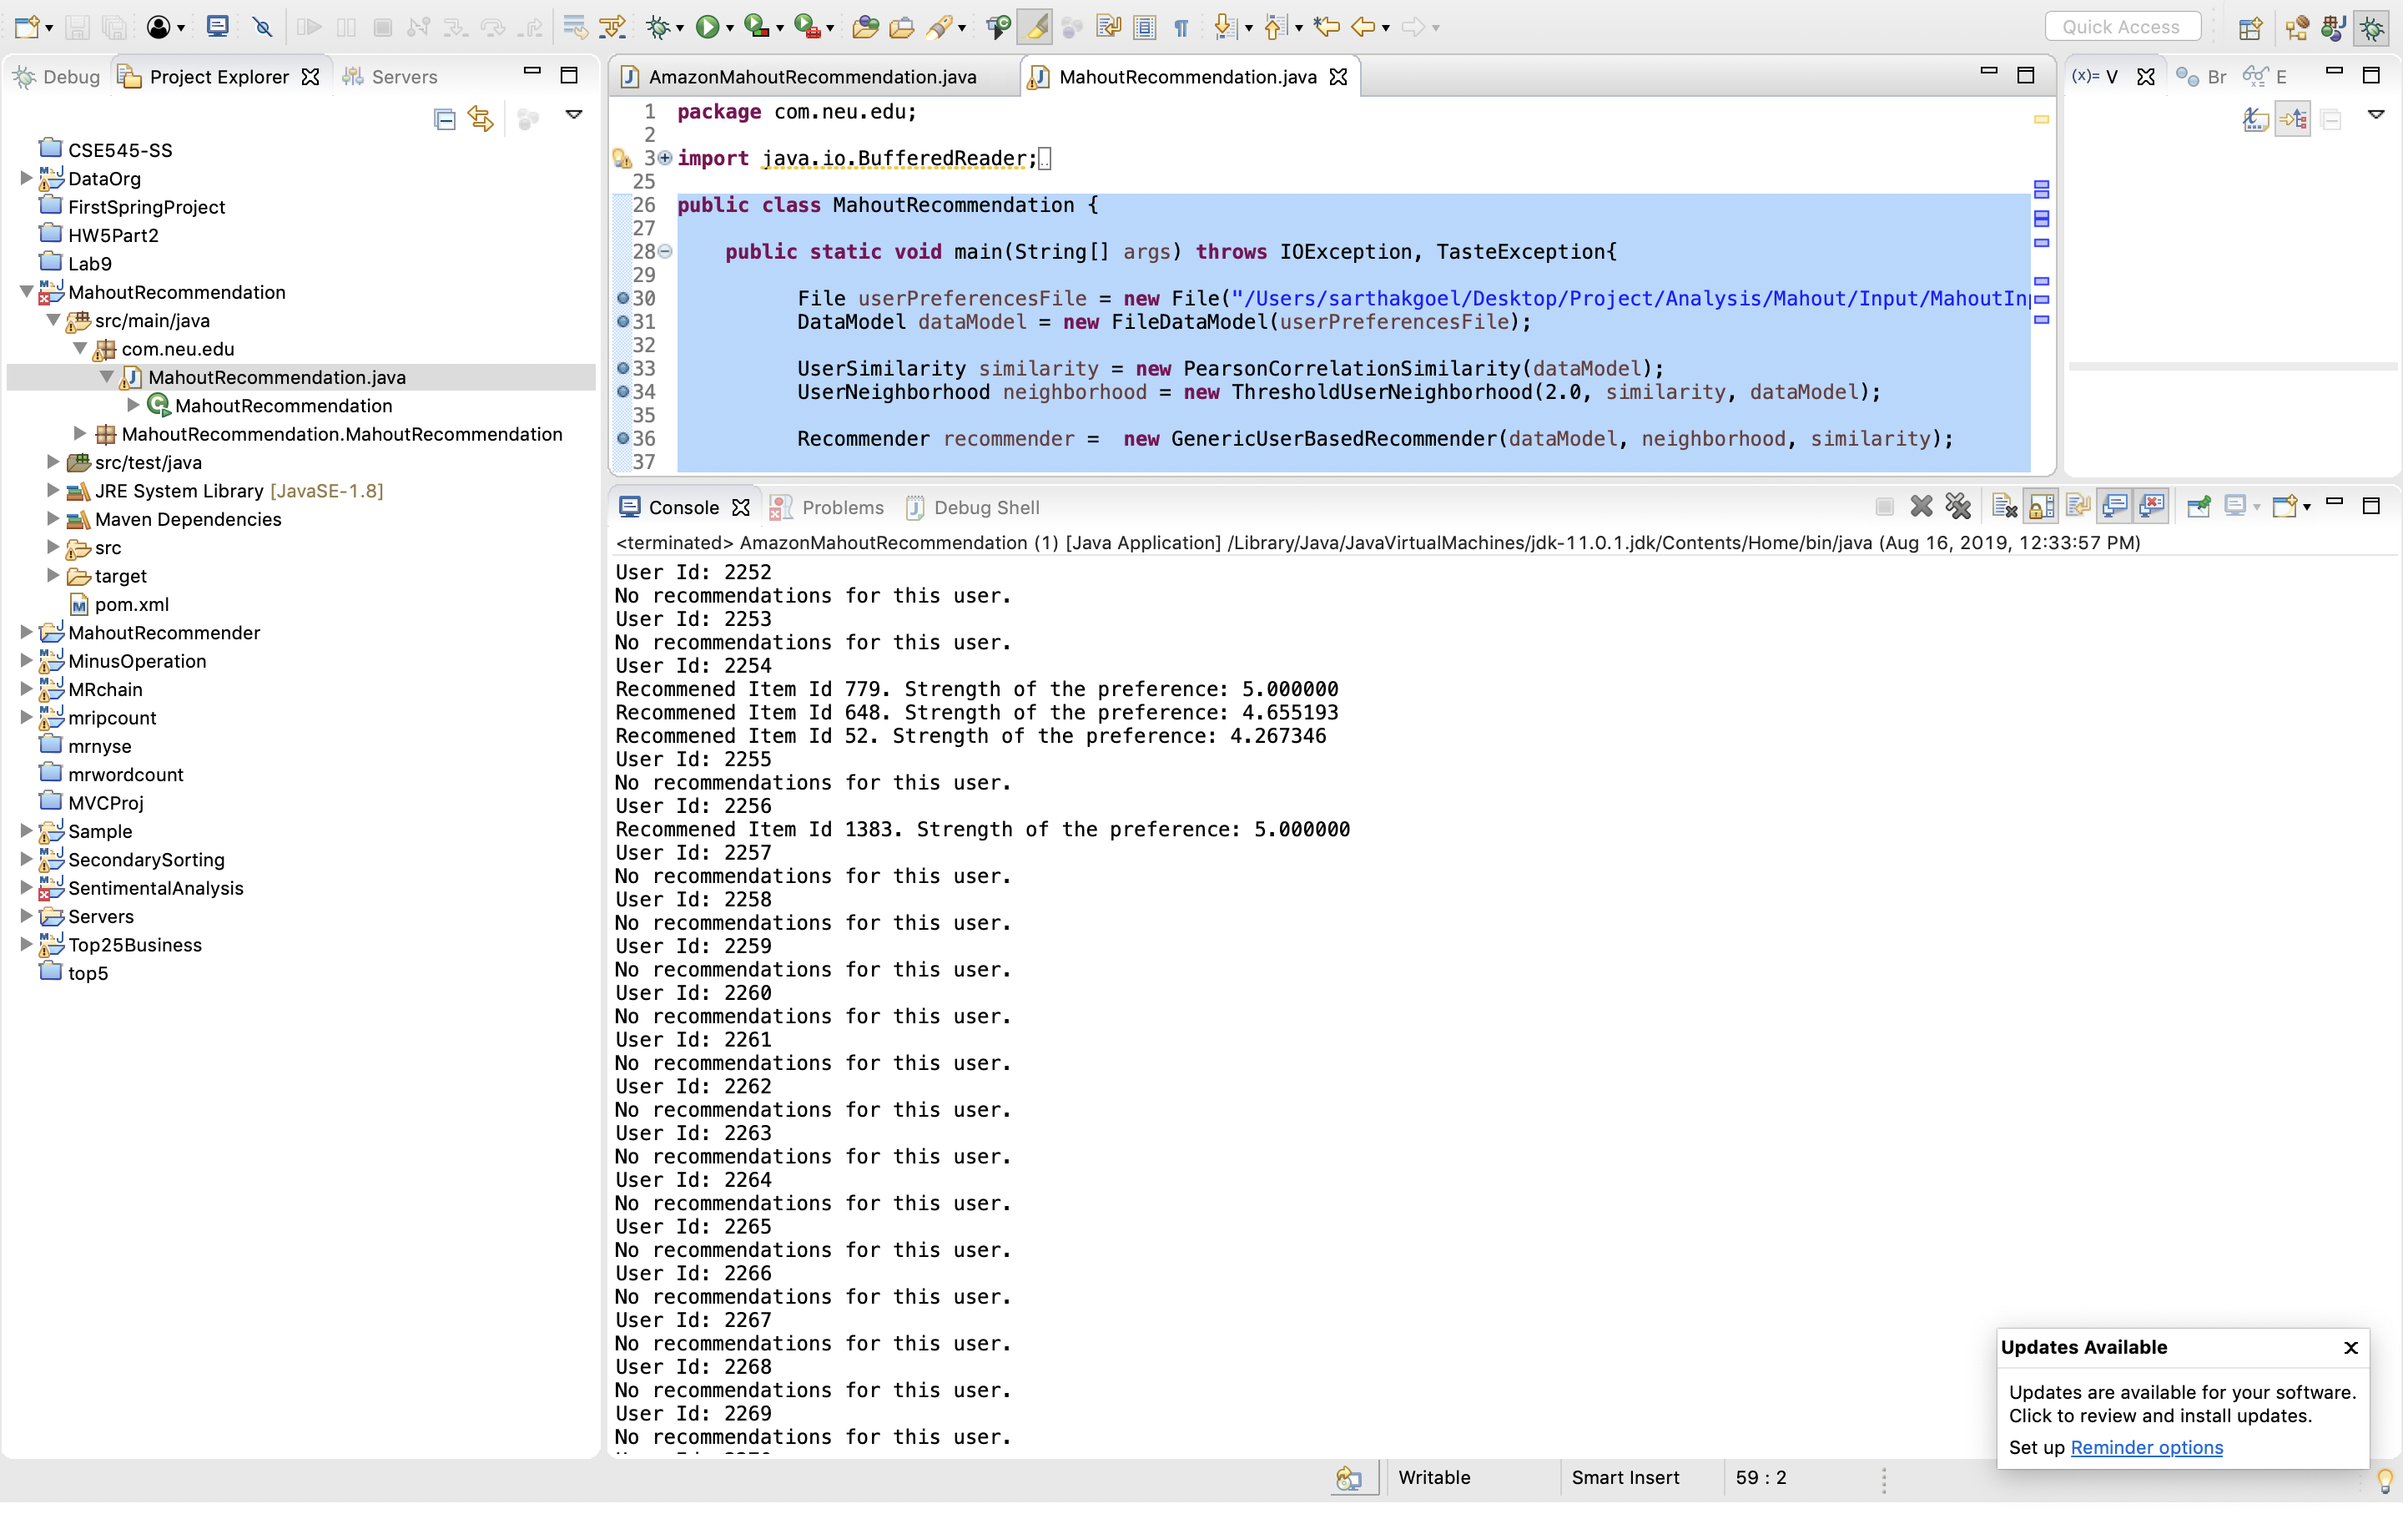 Quick Access
Debug
Project Explorer
Servers
CSE545-SS
DataOrg
FirstSpringProject
HW5Part2
Lab9
MahoutRecommendation
src/main/java
com.neu.edu
MahoutRecommendation.java
MahoutRecommendation
MahoutRecommendation.MahoutRecommendation
src/test/java
JRE System Library [JavaSE-1.8]
Maven Dependencies
src
target
pom.xml
MahoutRecommender
MinusOperation
MRchain
mripcount
mrnyse
mrwordcount
MVCProj
Sample
SecondarySorting
SentimentalAnalysis
Servers
Top25Business
top5
AmazonMahoutRecommendation.java
MahoutRecommendation.java
1 package com.neu.edu;
2
3 import java.io.BufferedReader;
25
26 public class MahoutRecommendation {
27
28 public static void main(String[] args) throws IOException, TasteException{
29
30 File userPreferencesFile = new File("/Users/sarthakgoel/Desktop/Project/Analysis/Mahout/Input/MahoutInp
31 DataModel dataModel = new FileDataModel(userPreferencesFile);
32
33 UserSimilarity similarity = new PearsonCorrelationSimilarity(dataModel);
34 UserNeighborhood neighborhood = new ThresholdUserNeighborhood(2.0, similarity, dataModel);
35
36 Recommender recommender = new GenericUserBasedRecommender(dataModel, neighborhood, similarity);
37
(x)= V
Br
E
Console
Problems
Debug Shell
<terminated> AmazonMahoutRecommendation (1) [Java Application] /Library/Java/JavaVirtualMachines/jdk-11.0.1.jdk/Contents/Home/bin/java (Aug 16, 2019, 12:33:57 PM)
User Id: 2252
No recommendations for this user.
User Id: 2253
No recommendations for this user.
User Id: 2254
Recommened Item Id 779. Strength of the preference: 5.000000
Recommened Item Id 648. Strength of the preference: 4.655193
Recommened Item Id 52. Strength of the preference: 4.267346
User Id: 2255
No recommendations for this user.
User Id: 2256
Recommened Item Id 1383. Strength of the preference: 5.000000
User Id: 2257
No recommendations for this user.
User Id: 2258
No recommendations for this user.
User Id: 2259
No recommendations for this user.
User Id: 2260
No recommendations for this user.
User Id: 2261
No recommendations for this user.
User Id: 2262
No recommendations for this user.
User Id: 2263
No recommendations for this user.
User Id: 2264
No recommendations for this user.
User Id: 2265
No recommendations for this user.
User Id: 2266
No recommendations for this user.
User Id: 2267
No recommendations for this user.
User Id: 2268
No recommendations for this user.
User Id: 2269
No recommendations for this user.
Updates Available
Updates are available for your software.
Click to review and install updates.
Set up Reminder options
Writable
Smart Insert
59 : 2